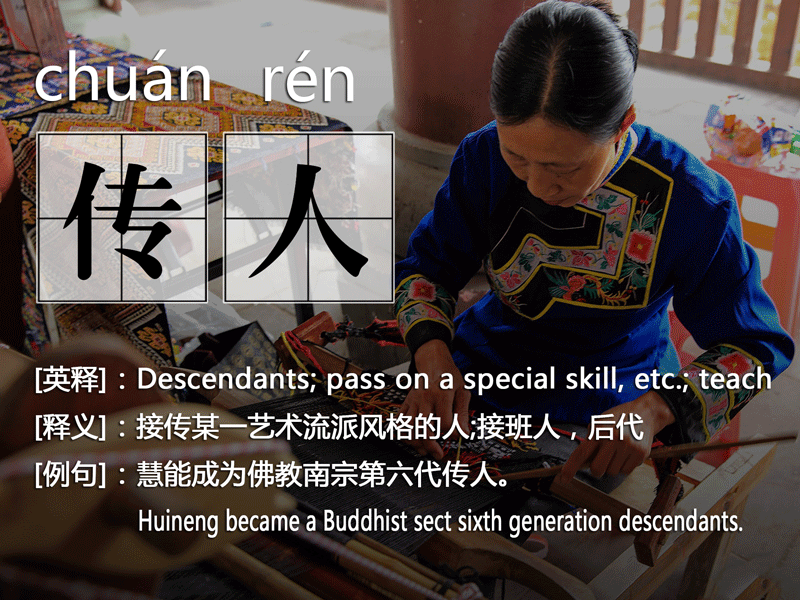 chuán rén
传人
[英释]：Descendants; pass on a special skill, etc.; teach
[释义]：接传某一艺术流派风格的人;接班人，后代
[例句]：慧能成为佛教南宗第六代传人。
Huineng became a Buddhist sect sixth generation descendants.